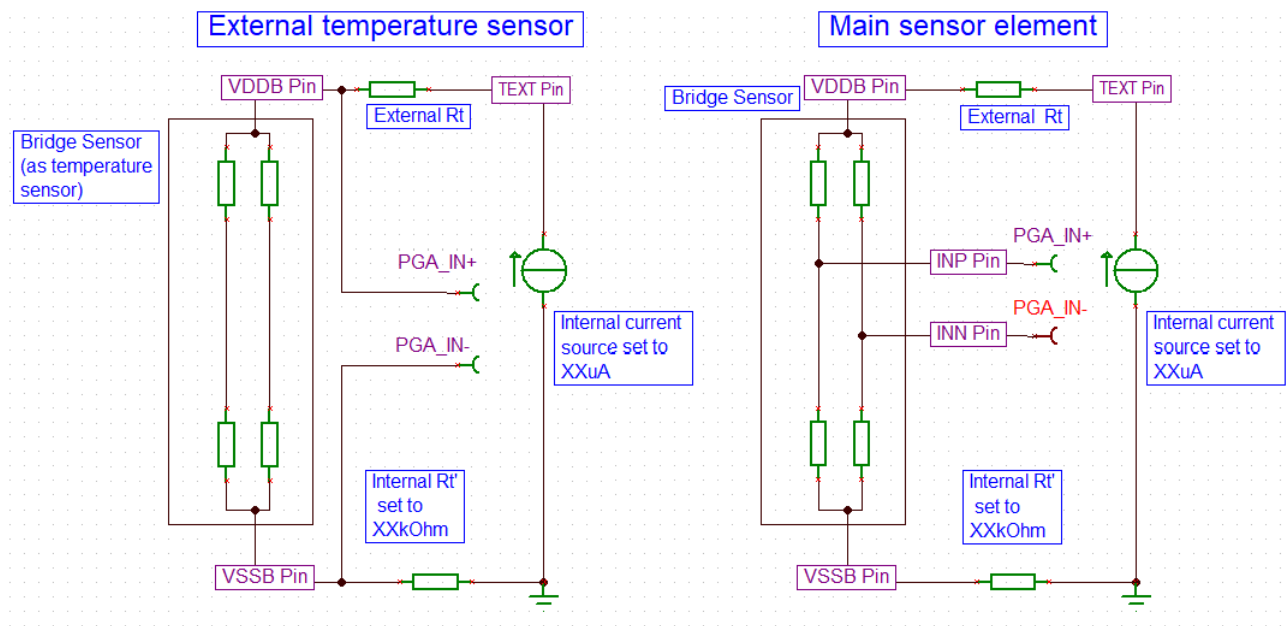 External temperature sensor
VDDB Pin
TEXT Pin
External Rt
Bridge Sensor
(as temperature
sensor)
PGA_IN+
PGA_IN-
Internal current
source set to
XXuA
Internal Rt'
set to
XXkOhm
VSSB Pin
Main sensor element
Bridge Sensor
VDDB Pin
TEXT Pin
External Rt
PGA_IN+
INP Pin
PGA_IN-
INN Pin
Internal current
source set to
XXuA
Internal Rt'
set to
XXkOhm
VSSB Pin